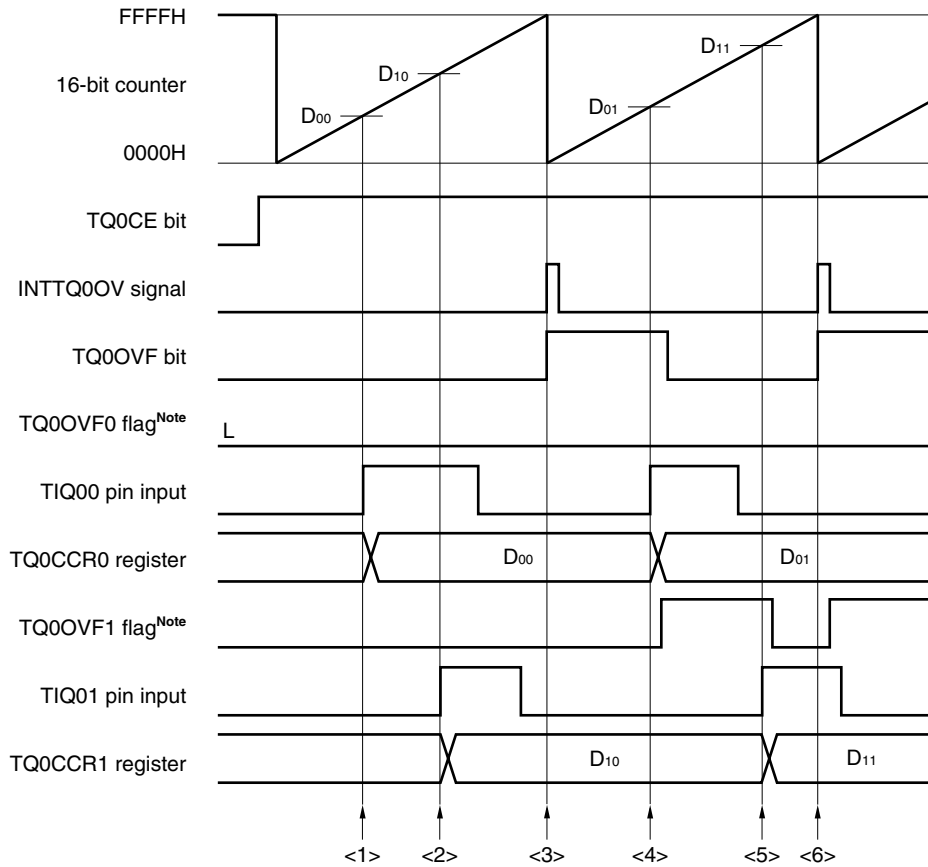 FFFFH
16-bit counter
0000H
D00
D10
D01
D11
TQ0CE bit
INTTQ0OV signal
TQ0OVF bit
TQ0OVF0 flagNote
L
TIQ00 pin input
TQ0CCR0 register
D00
D01
TQ0OVF1 flagNote
TIQ01 pin input
TQ0CCR1 register
D10
D11
<1> <2> <3> <4> <5> <6>